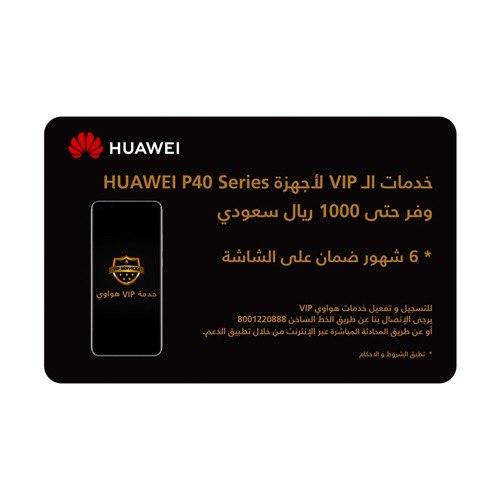 HUAWEI
خدمات الـ VIP لأجهزة HUAWEI P40 Series
وفر حتى 1000 ريال سعودي
* 6 شهور ضمان على الشاشة
خدمة VIP هواوي
للتسجيل و تفعيل خدمات هواوي VIP
يرجى الإتصال بنا عن طريق الخط الساخن 8001220888
أو عن طريق المحادثة المباشرة عبر الإنترنت من خلال تطبيق الدعم.
* تطبق الشروط و الاحكام